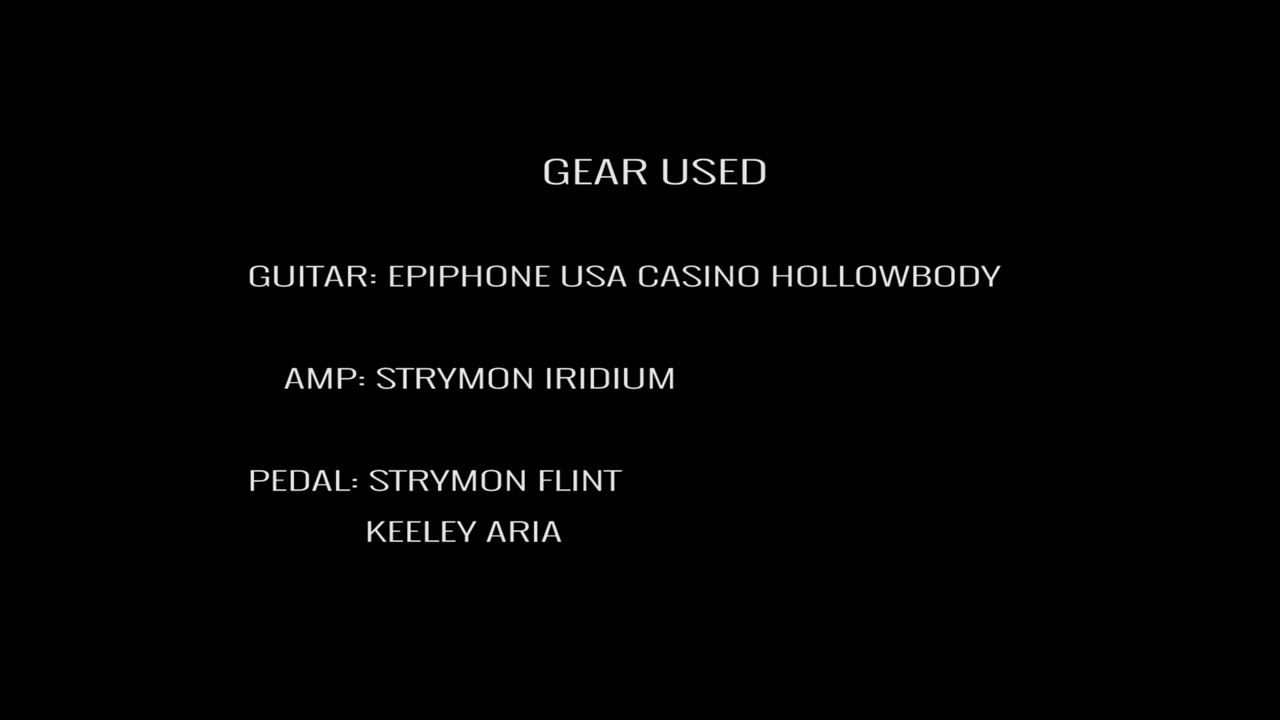 GEAR USED
GUITAR: EPIPHONE USA CASINO HOLLOWBODY
AMP: STRYMON IRIDIUM
PEDAL: STRYMON FLINT
KEELEY ARIA